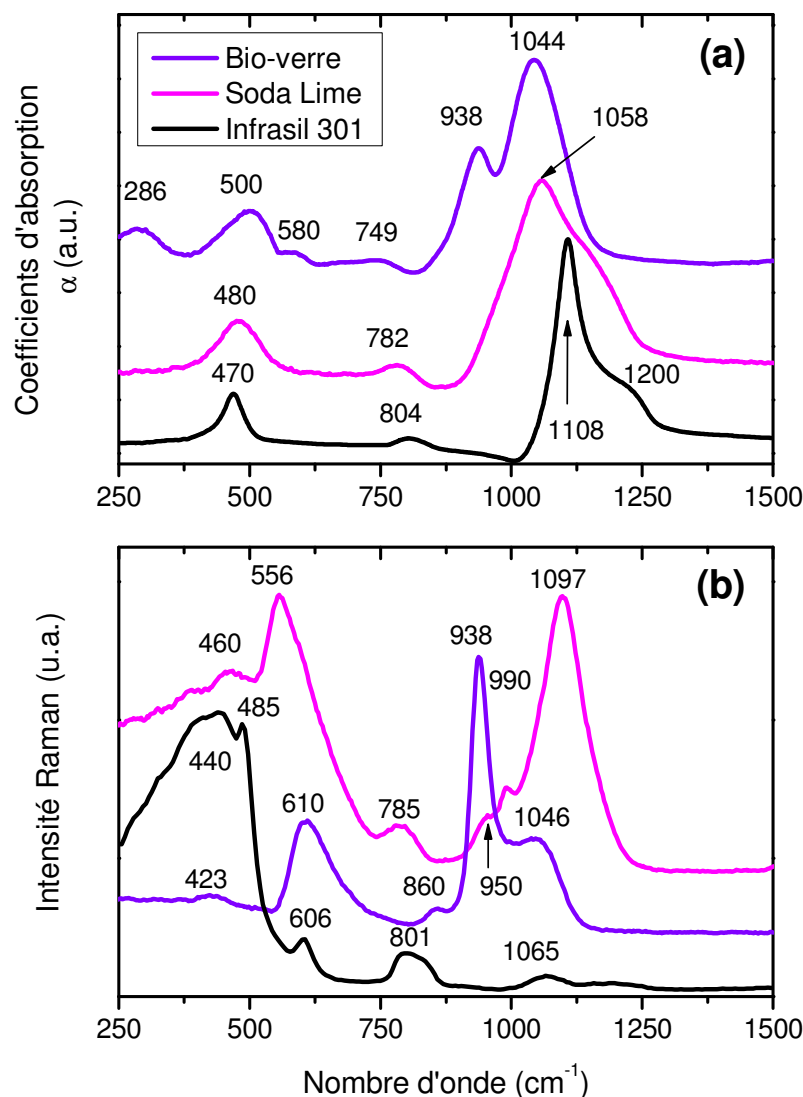 (a)
Bio-verre
Soda Lime
Infrasil 301
286
500
580
749
938
1044
1058
480
782
470
804
1108
1200
Coefficients d'absorption
α (a.u.)
250 500 750 1000 1250 1500
(b)
556
1097
460
938
990
485
440
610
785
1046
423
860
950
606
801
1065
Intensité Raman (u.a.)
250 500 750 1000 1250 1500
Nombre d'onde (cm⁻¹)